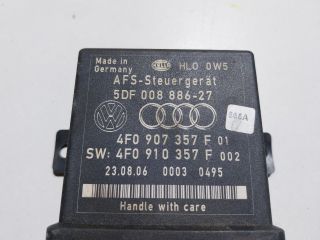 Made in
Germany
HELLA
HLO 0W5
AFS-Steuergerät
5DF 008 886-27
4F0 907 357 F 01
SW: 4F0 910 357 F 002
23.08.06 0003 0495
Handle with care